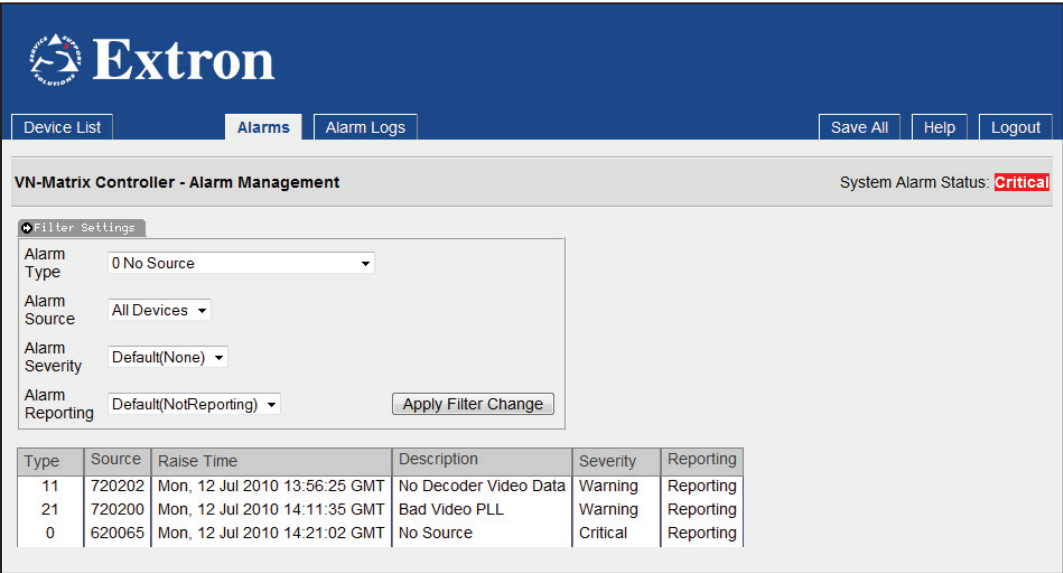 SERVICE SUPPORT SOLUTIONS
Extron
Device List Alarms Alarm Logs Save All Help Logout
VN-Matrix Controller - Alarm Management System Alarm Status: Critical
Filter Settings
Alarm Type 0 No Source
Alarm Source All Devices
Alarm Severity Default(None)
Alarm Reporting Default(NotReporting) Apply Filter Change
Type Source Raise Time Description Severity Reporting
11 720202 Mon, 12 Jul 2010 13:56:25 GMT No Decoder Video Data Warning Reporting
21 720200 Mon, 12 Jul 2010 14:11:35 GMT Bad Video PLL Warning Reporting
0 620065 Mon, 12 Jul 2010 14:21:02 GMT No Source Critical Reporting